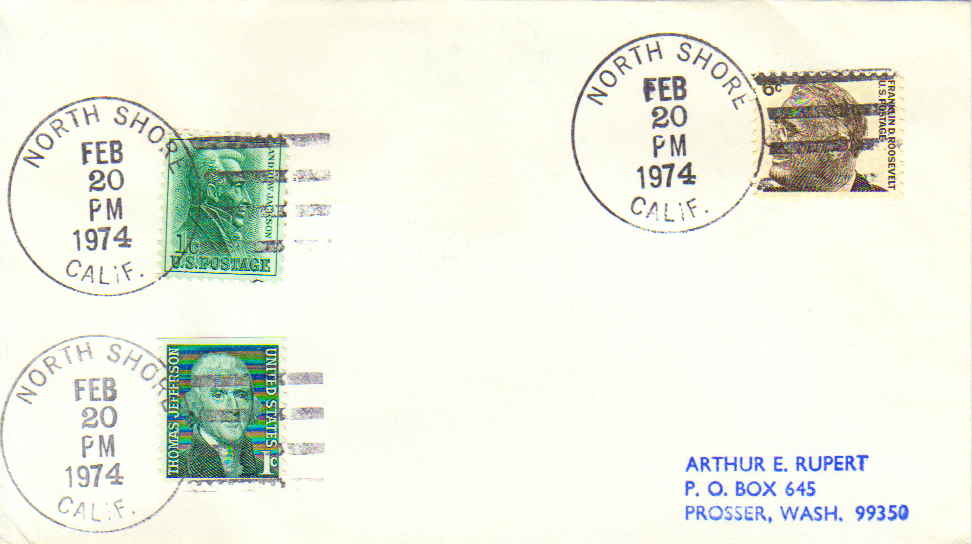 NORTH SHORE
FEB
20
PM
1974
CALIF.
6c
FRANKLIN D. ROOSEVELT
U.S. POSTAGE
NORTH SHORE
FEB
20
PM
1974
CALIF.
ANDREW JACKSON
1c
U.S. POSTAGE
NORTH SHORE
FEB
20
PM
1974
CALIF.
THOMAS JEFFERSON
UNITED STATES
1c
ARTHUR E. RUPERT
P. O. BOX 645
PROSSER, WASH. 99350